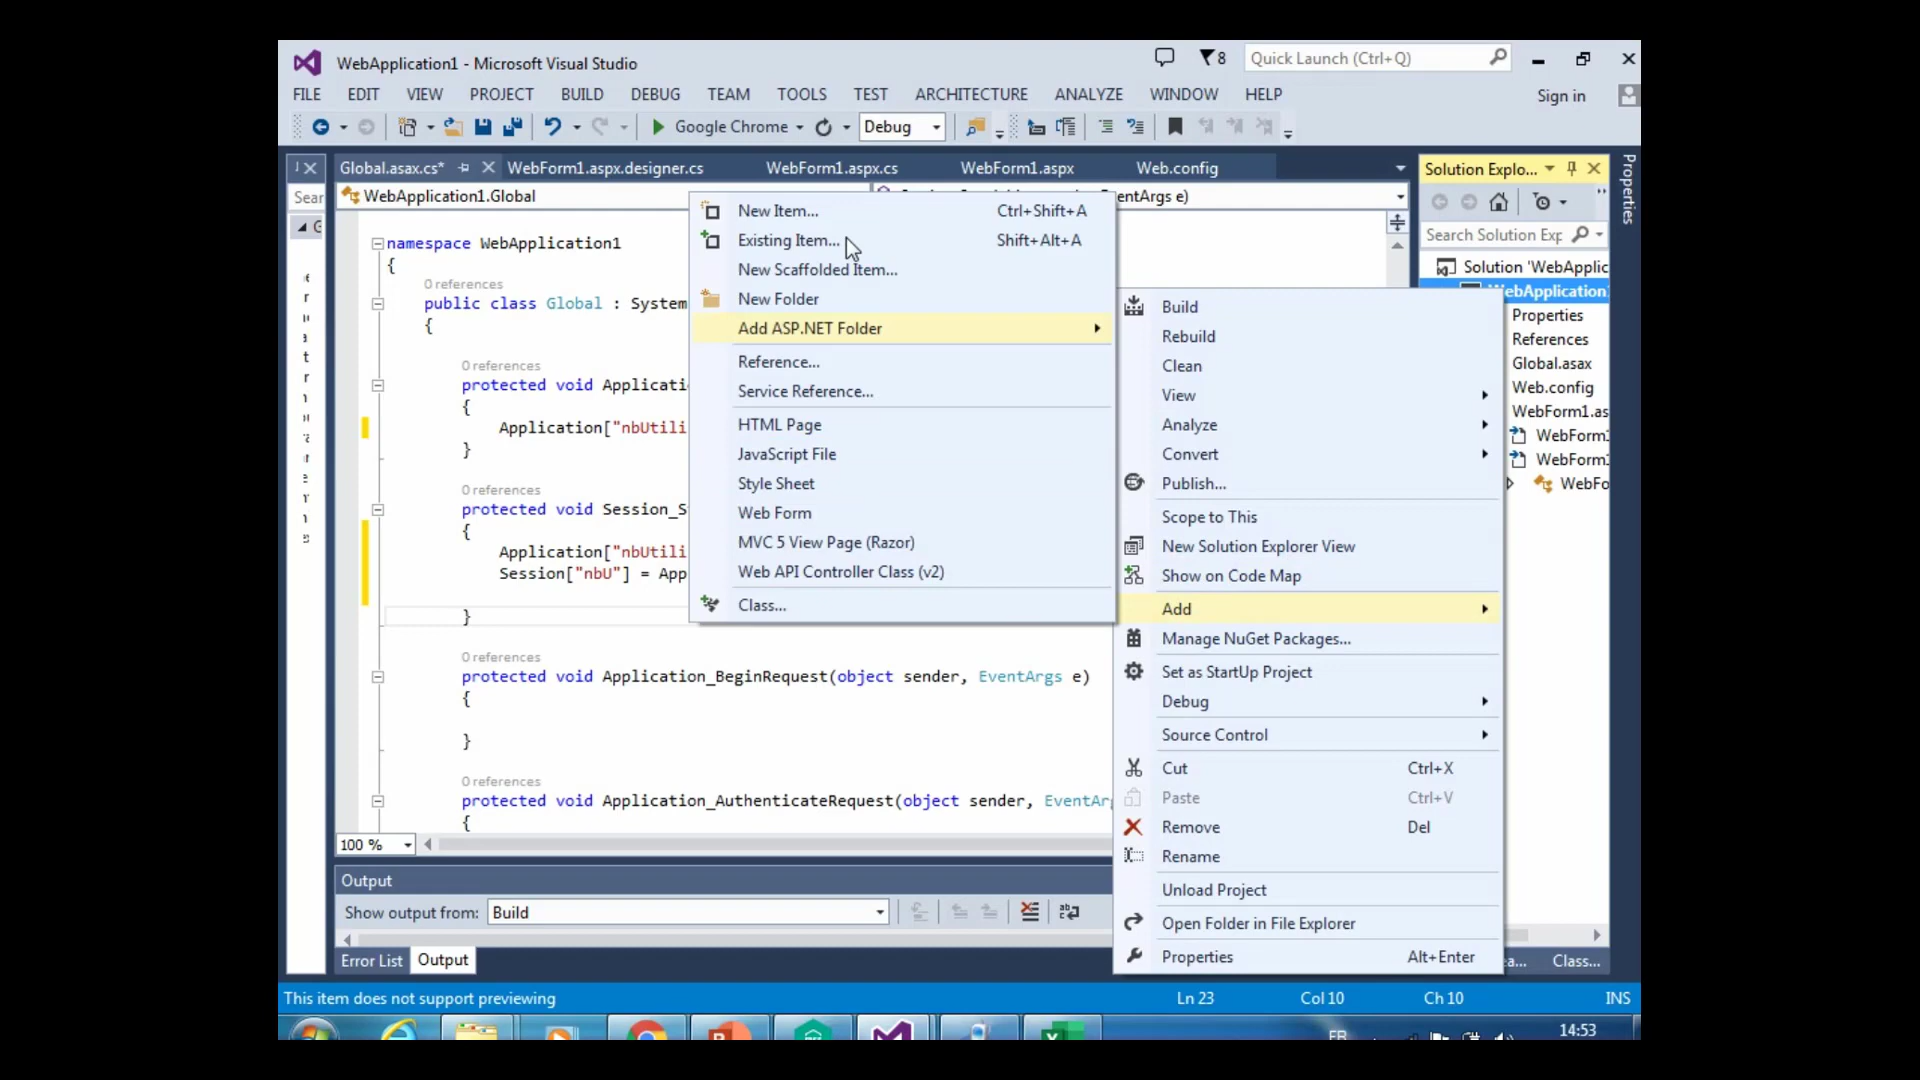 WebApplication1 - Microsoft Visual Studio
8
Quick Launch (Ctrl+Q)
FILE EDIT VIEW PROJECT BUILD DEBUG TEAM TOOLS TEST ARCHITECTURE ANALYZE WINDOW HELP
Sign in
Google Chrome
Debug
Global.asax.cs*
WebForm1.aspx.designer.cs
WebForm1.aspx.cs
WebForm1.aspx
Web.config
Sear
WebApplication1.Global
entArgs e)
namespace WebApplication1
{
0 references
public class Global : System
{
0 references
protected void Applicati
{
Application["nbUtili
}
0 references
protected void Session_S
{
Application["nbUtili
Session["nbU"] = App
}
0 references
protected void Application_BeginRequest(object sender, EventArgs e)
{
}
0 references
protected void Application_AuthenticateRequest(object sender, EventArg
{
100 %
New Item... Ctrl+Shift+A
Existing Item... Shift+Alt+A
New Scaffolded Item...
New Folder
Add ASP.NET Folder
Reference...
Service Reference...
HTML Page
JavaScript File
Style Sheet
Web Form
MVC 5 View Page (Razor)
Web API Controller Class (v2)
Class...
Build
Rebuild
Clean
View
Analyze
Convert
Publish...
Scope to This
New Solution Explorer View
Show on Code Map
Add
Manage NuGet Packages...
Set as StartUp Project
Debug
Source Control
Cut Ctrl+X
Paste Ctrl+V
Remove Del
Rename
Unload Project
Open Folder in File Explorer
Properties Alt+Enter
Solution Explo...
Search Solution Exp
Solution 'WebApplic
WebApplication1
Properties
References
Global.asax
Web.config
WebForm1.as
WebForm1
WebForm1
WebFo
Class...
Properties
Output
Show output from: Build
Error List
Output
This item does not support previewing
Ln 23
Col 10
Ch 10
INS
FR
14:53